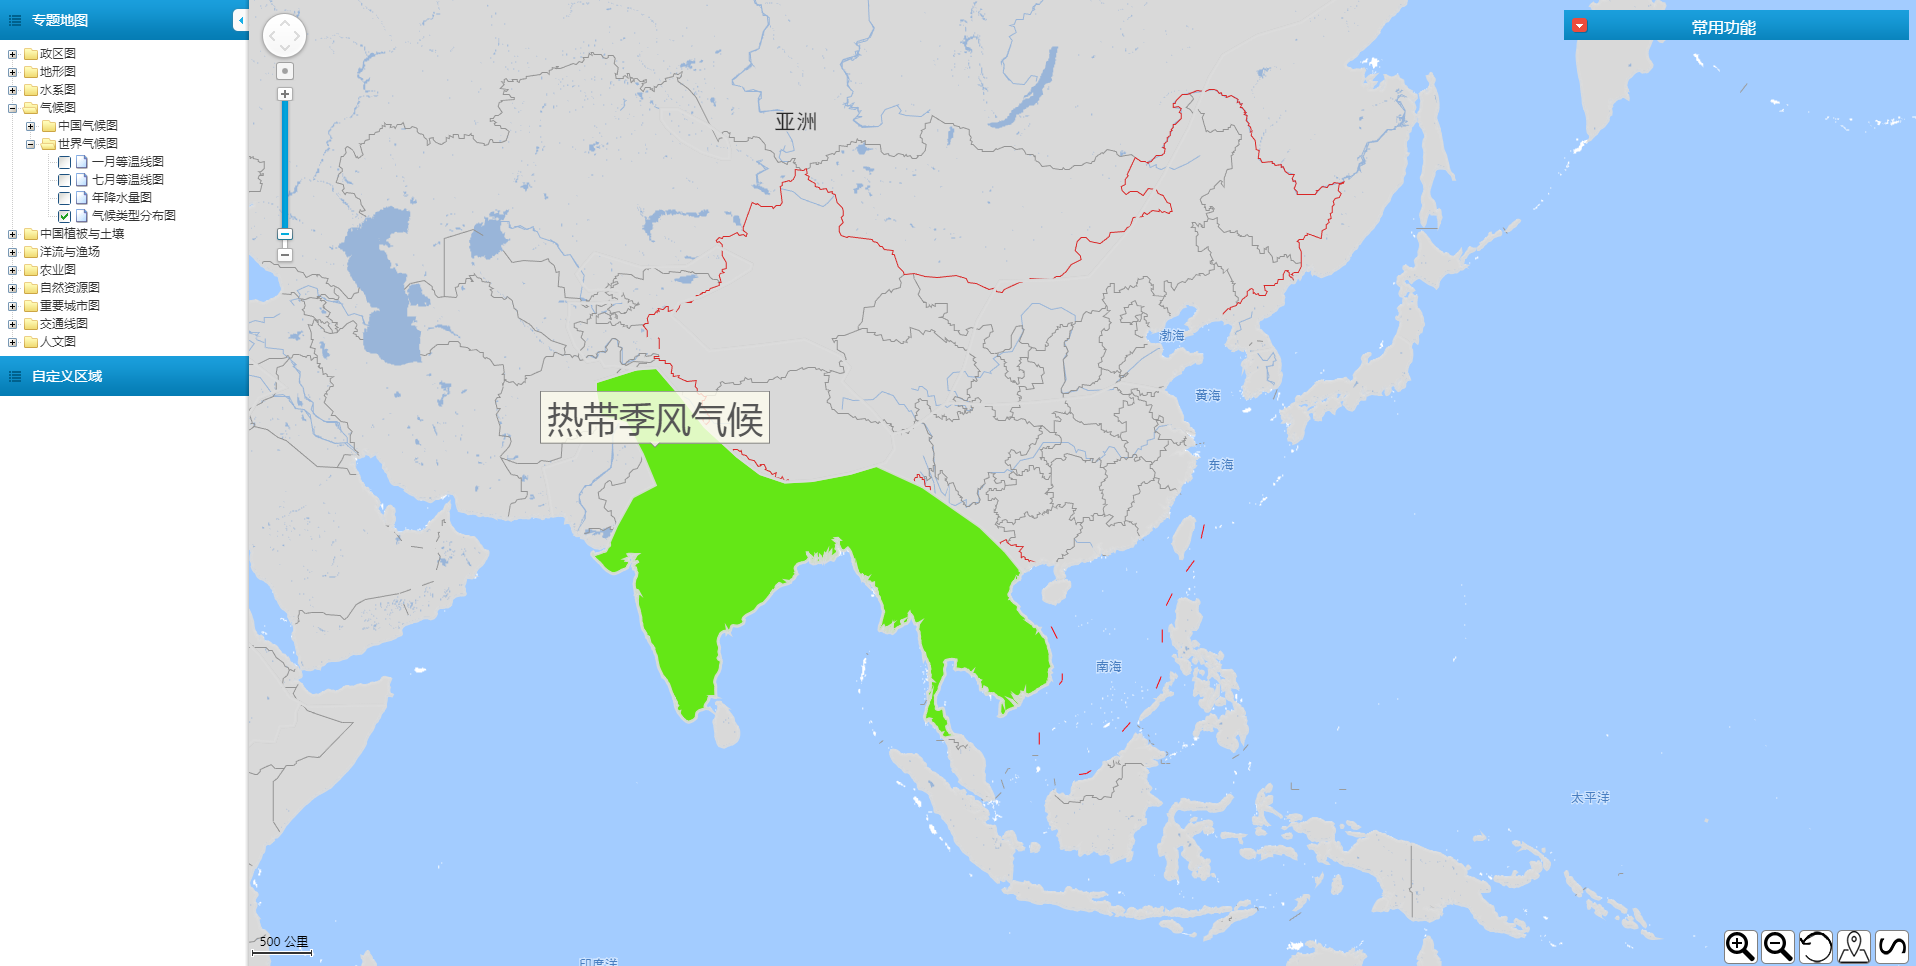 专题地图
政区图
地形图
水系图
气候图
中国气候图
世界气候图
一月等温线图
七月等温线图
年降水量图
气候类型分布图
中国植被与土壤
洋流与渔场
农业图
自然资源图
重要城市图
交通线图
人文图
自定义区域
常用功能
亚洲
渤海
黄海
热带季风气候
东海
南海
太平洋
500 公里
印度洋